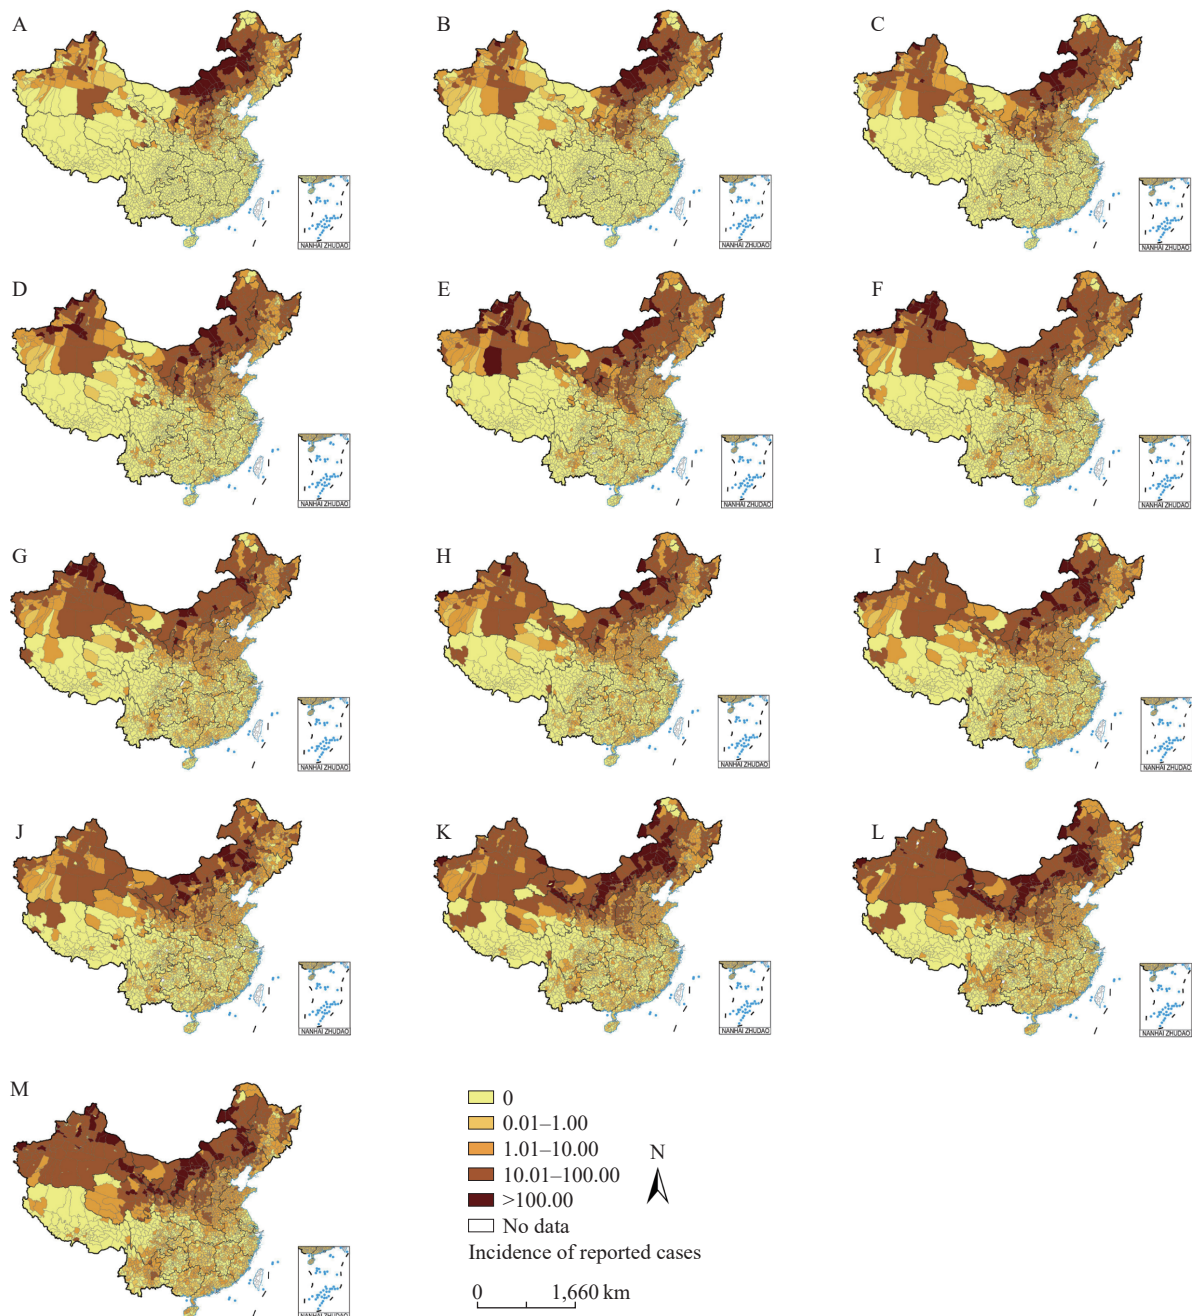 A
B
C
NANHAI ZHUDAO
NANHAI ZHUDAO
NANHAI ZHUDAO
D
E
F
NANHAI ZHUDAO
NANHAI ZHUDAO
NANHAI ZHUDAO
G
H
I
NANHAI ZHUDAO
NANHAI ZHUDAO
NANHAI ZHUDAO
J
K
L
NANHAI ZHUDAO
NANHAI ZHUDAO
NANHAI ZHUDAO
M
0
0.01–1.00
1.01–10.00
10.01–100.00
>100.00
No data
N
Incidence of reported cases
0 1,660 km